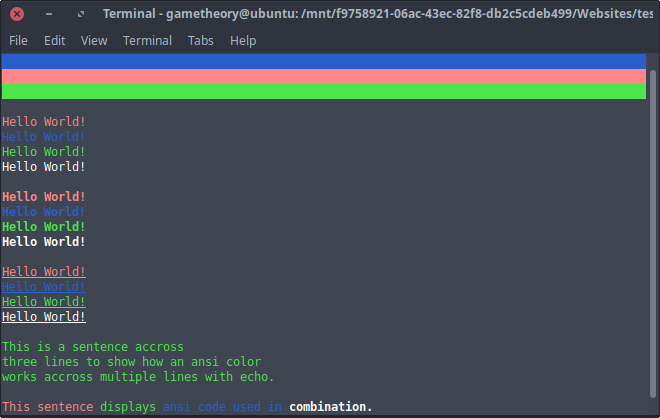 Terminal - gametheory@ubuntu: /mnt/f9758921-06ac-43ec-82f8-db2c5cdeb499/Websites/tes
File Edit View Terminal Tabs Help
Hello World!
Hello World!
Hello World!
Hello World!
Hello World!
Hello World!
Hello World!
Hello World!
Hello World!
Hello World!
Hello World!
Hello World!
This is a sentence accross
three lines to show how an ansi color
works accross multiple lines with echo.
This sentence displays ansi code used in combination.